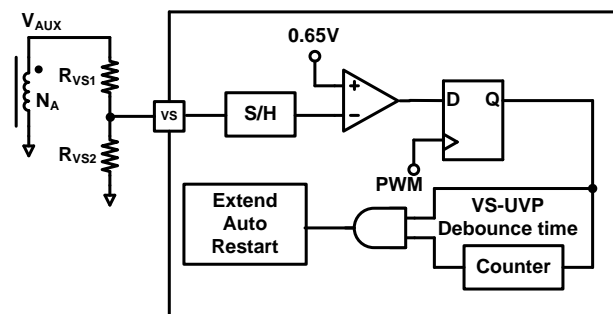 VAUX
0.65V
RVS1
NA
VS
S/H
+
−
D
Q
RVS2
PWM
VS-UVP
Debounce time
Extend
Auto
Restart
Counter